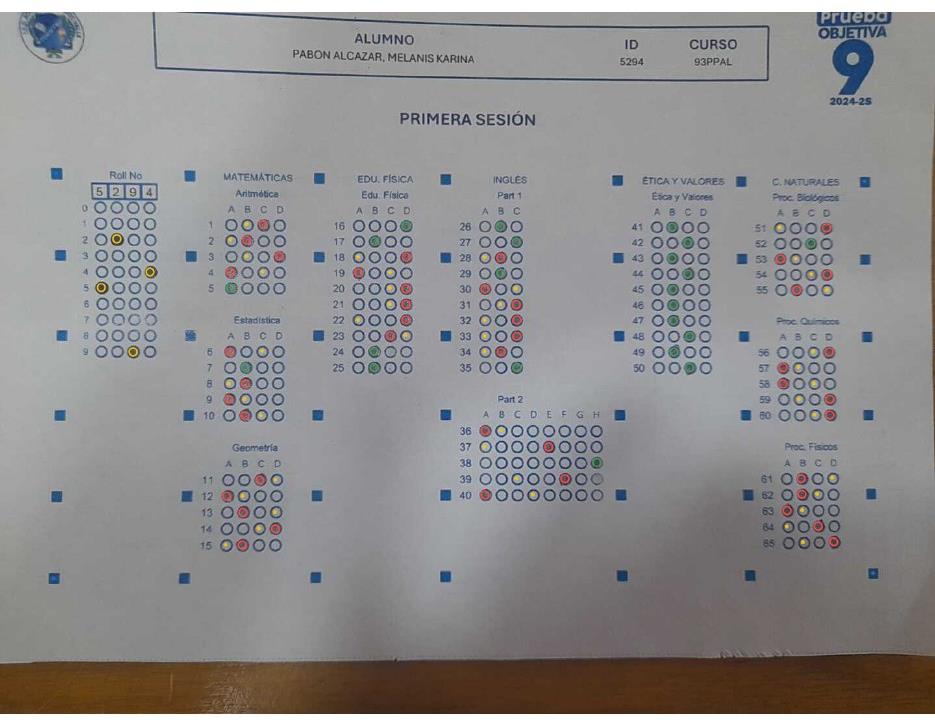 Prueba
OBJETIVA
9
2024-2S
ALUMNO
PABON ALCAZAR, MELANIS KARINA
ID
5294
CURSO
93PPAL
PRIMERA SESIÓN
Roll No
5 2 9 4
0
1
2
3
4
5
6
7
8
9
MATEMÁTICAS
Aritmética
A B C D
1
2
3
4
5
Estadística
A B C D
6
7
8
9
10
Geometría
A B C D
11
12
13
14
15
EDU. FÍSICA
Edu. Física
A B C D
16
17
18
19
20
21
22
23
24
25
INGLÉS
Part 1
A B C
26
27
28
29
30
31
32
33
34
35
Part 2
A B C D E F G H
36
37
38
39
40
ÉTICA Y VALORES
Ética y Valores
A B C D
41
42
43
44
45
46
47
48
49
50
C. NATURALES
Proc. Biológicos
A B C D
51
52
53
54
55
Proc. Químicos
A B C D
56
57
58
59
60
Proc. Físicos
A B C D
61
62
63
64
65